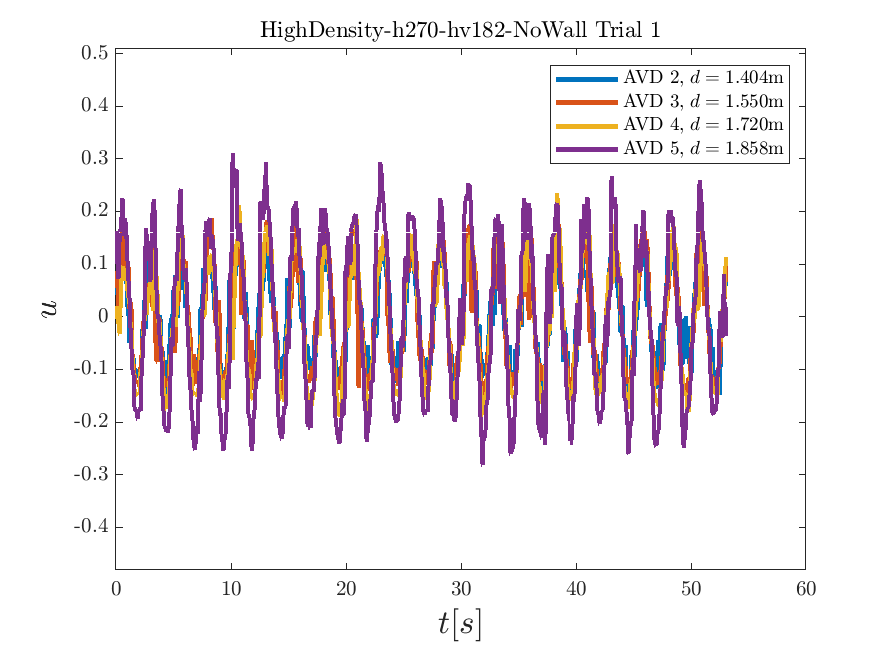 HighDensity-h270-hv182-NoWall Trial 1
0.5
0.4
0.3
0.2
0.1
0
-0.1
-0.2
-0.3
-0.4
u
AVD 2, d = 1.404m
AVD 3, d = 1.550m
AVD 4, d = 1.720m
AVD 5, d = 1.858m
0 10 20 30 40 50 60
t[s]